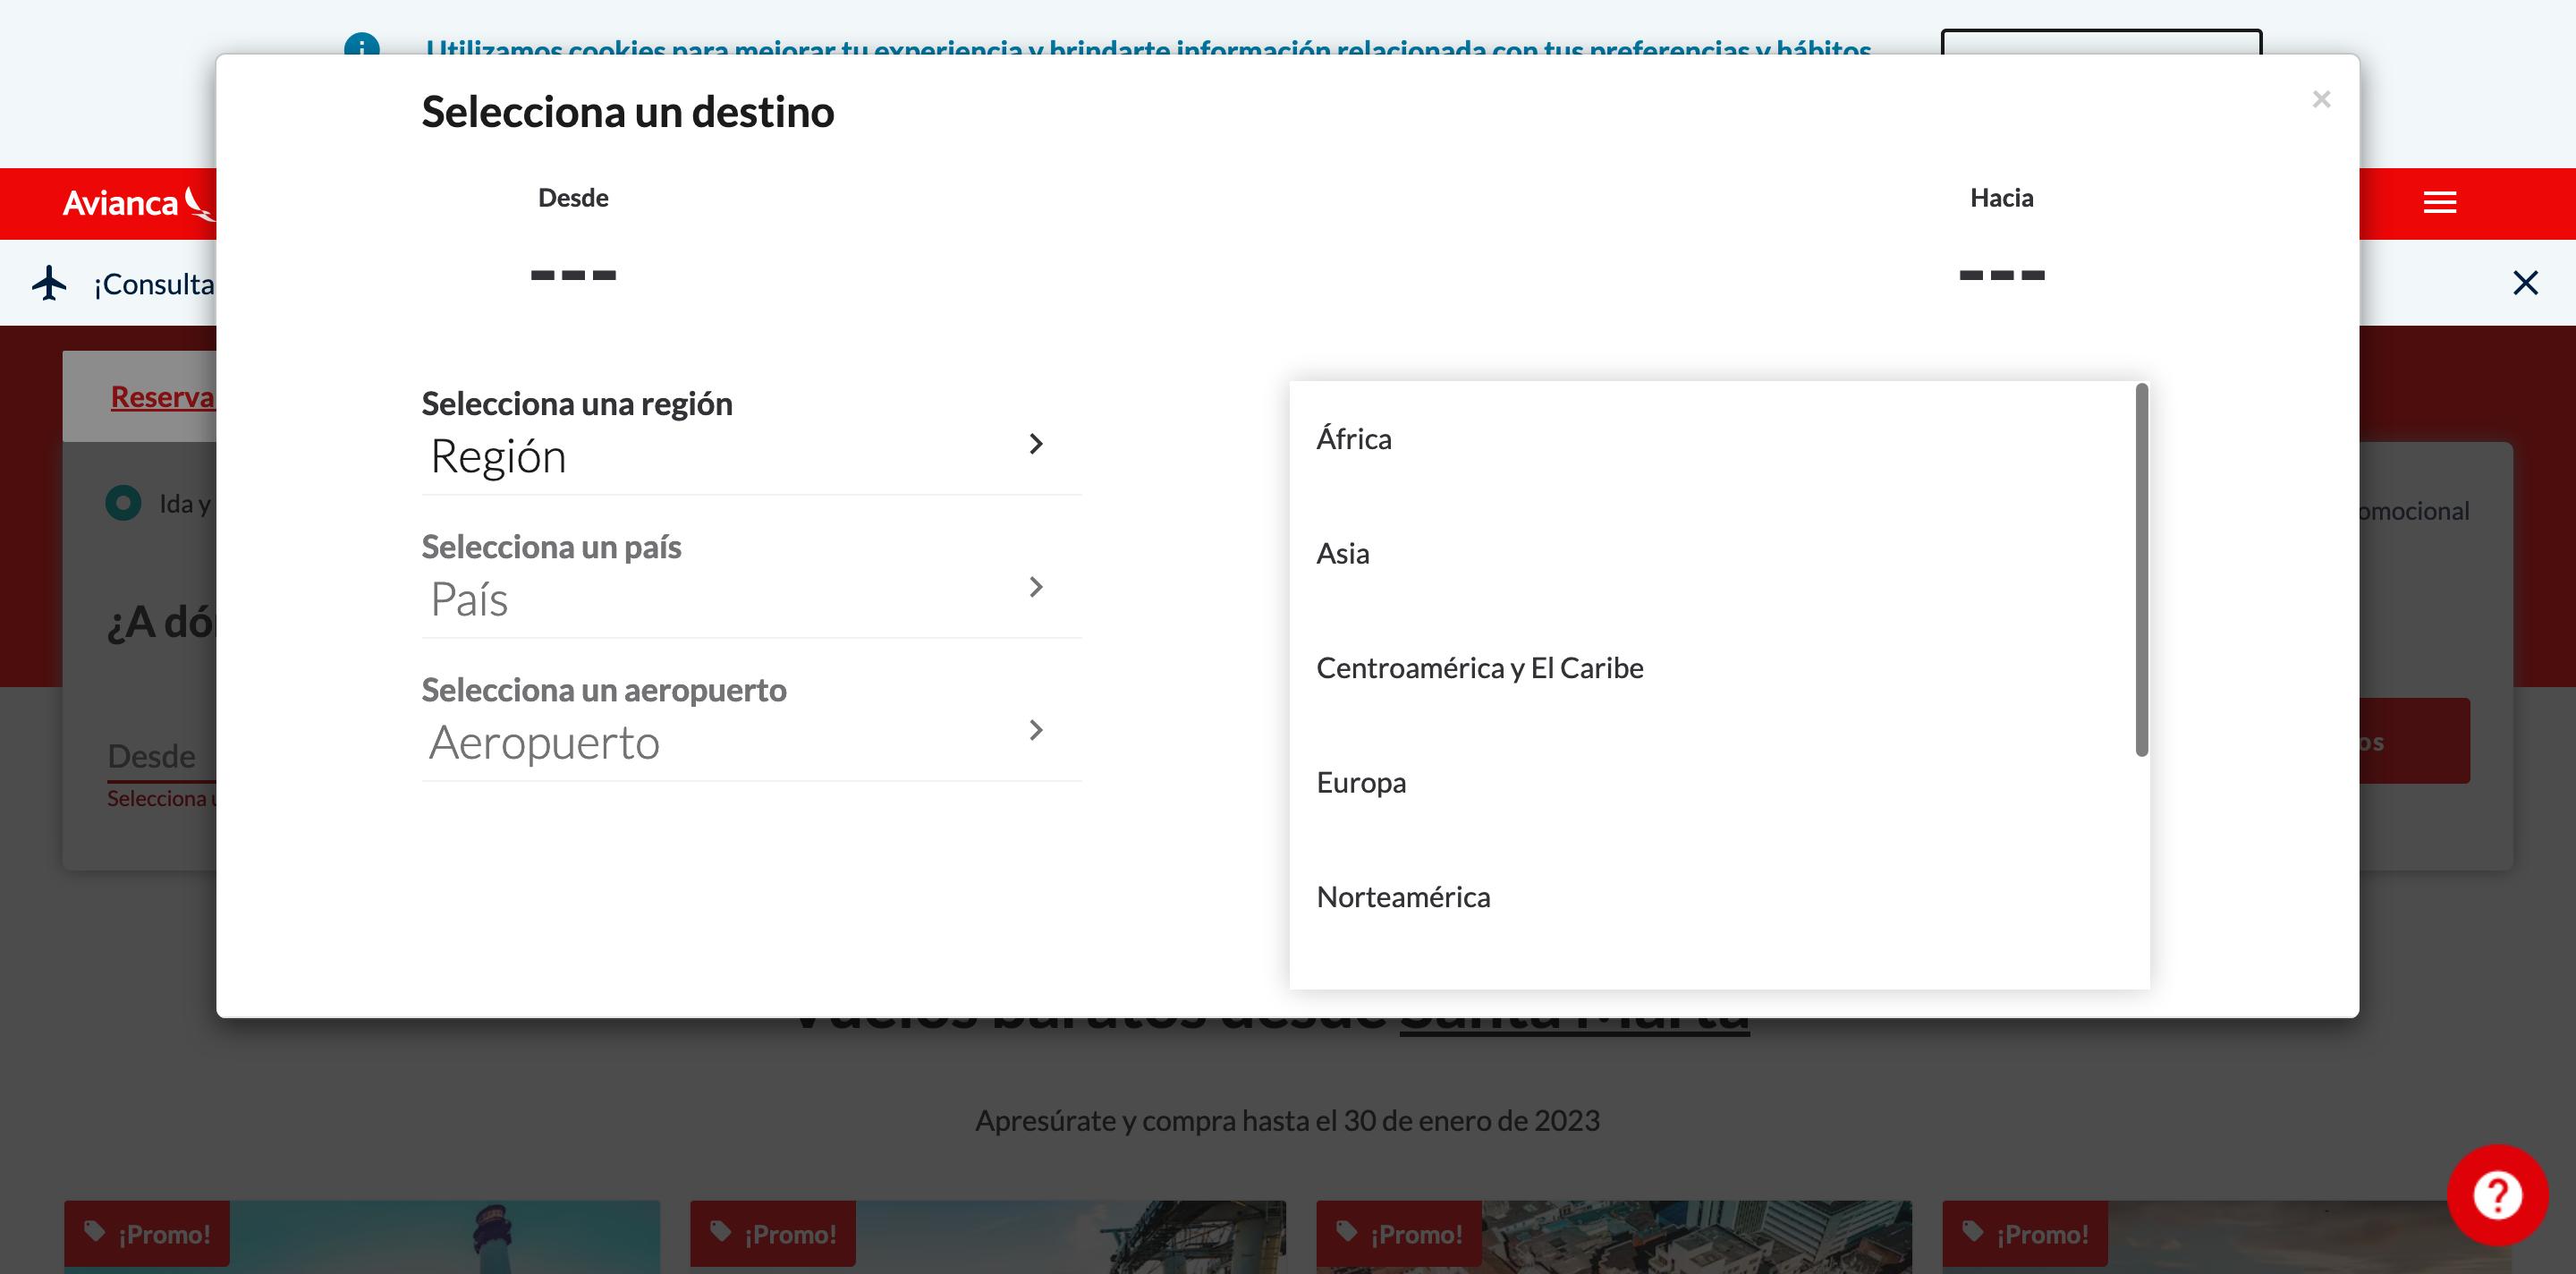 Utilizamos cookies para mejorar tu experiencia y brindarte información relacionada con tus preferencias y hábitos
Selecciona un destino
×
Desde
Hacia
Avianca
---
---
¡Consulta
Reserva
Selecciona una región
Región
África
Ida y
omocional
Selecciona un país
País
Asia
¿A dó
Centroamérica y El Caribe
Selecciona un aeropuerto
Aeropuerto
Desde
os
Selecciona u
Europa
Norteamérica
Vuelos baratos desde Santa Marta
Apresúrate y compra hasta el 30 de enero de 2023
¡Promo!
¡Promo!
¡Promo!
¡Promo!
?